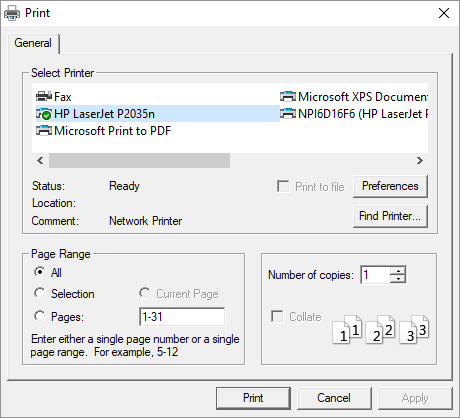 Print
General
Select Printer
Fax
Microsoft XPS Documen
HP LaserJet P2035n
NPI6D16F6 (HP LaserJet F
Microsoft Print to PDF
Status: Ready
Print to file
Preferences
Location:
Comment: Network Printer
Find Printer...
Page Range
All
Selection
Current Page
Pages: 1-31
Enter either a single page number or a single
page range. For example, 5-12
Number of copies: 1
Collate
1 1 2 2 3 3
Print
Cancel
Apply